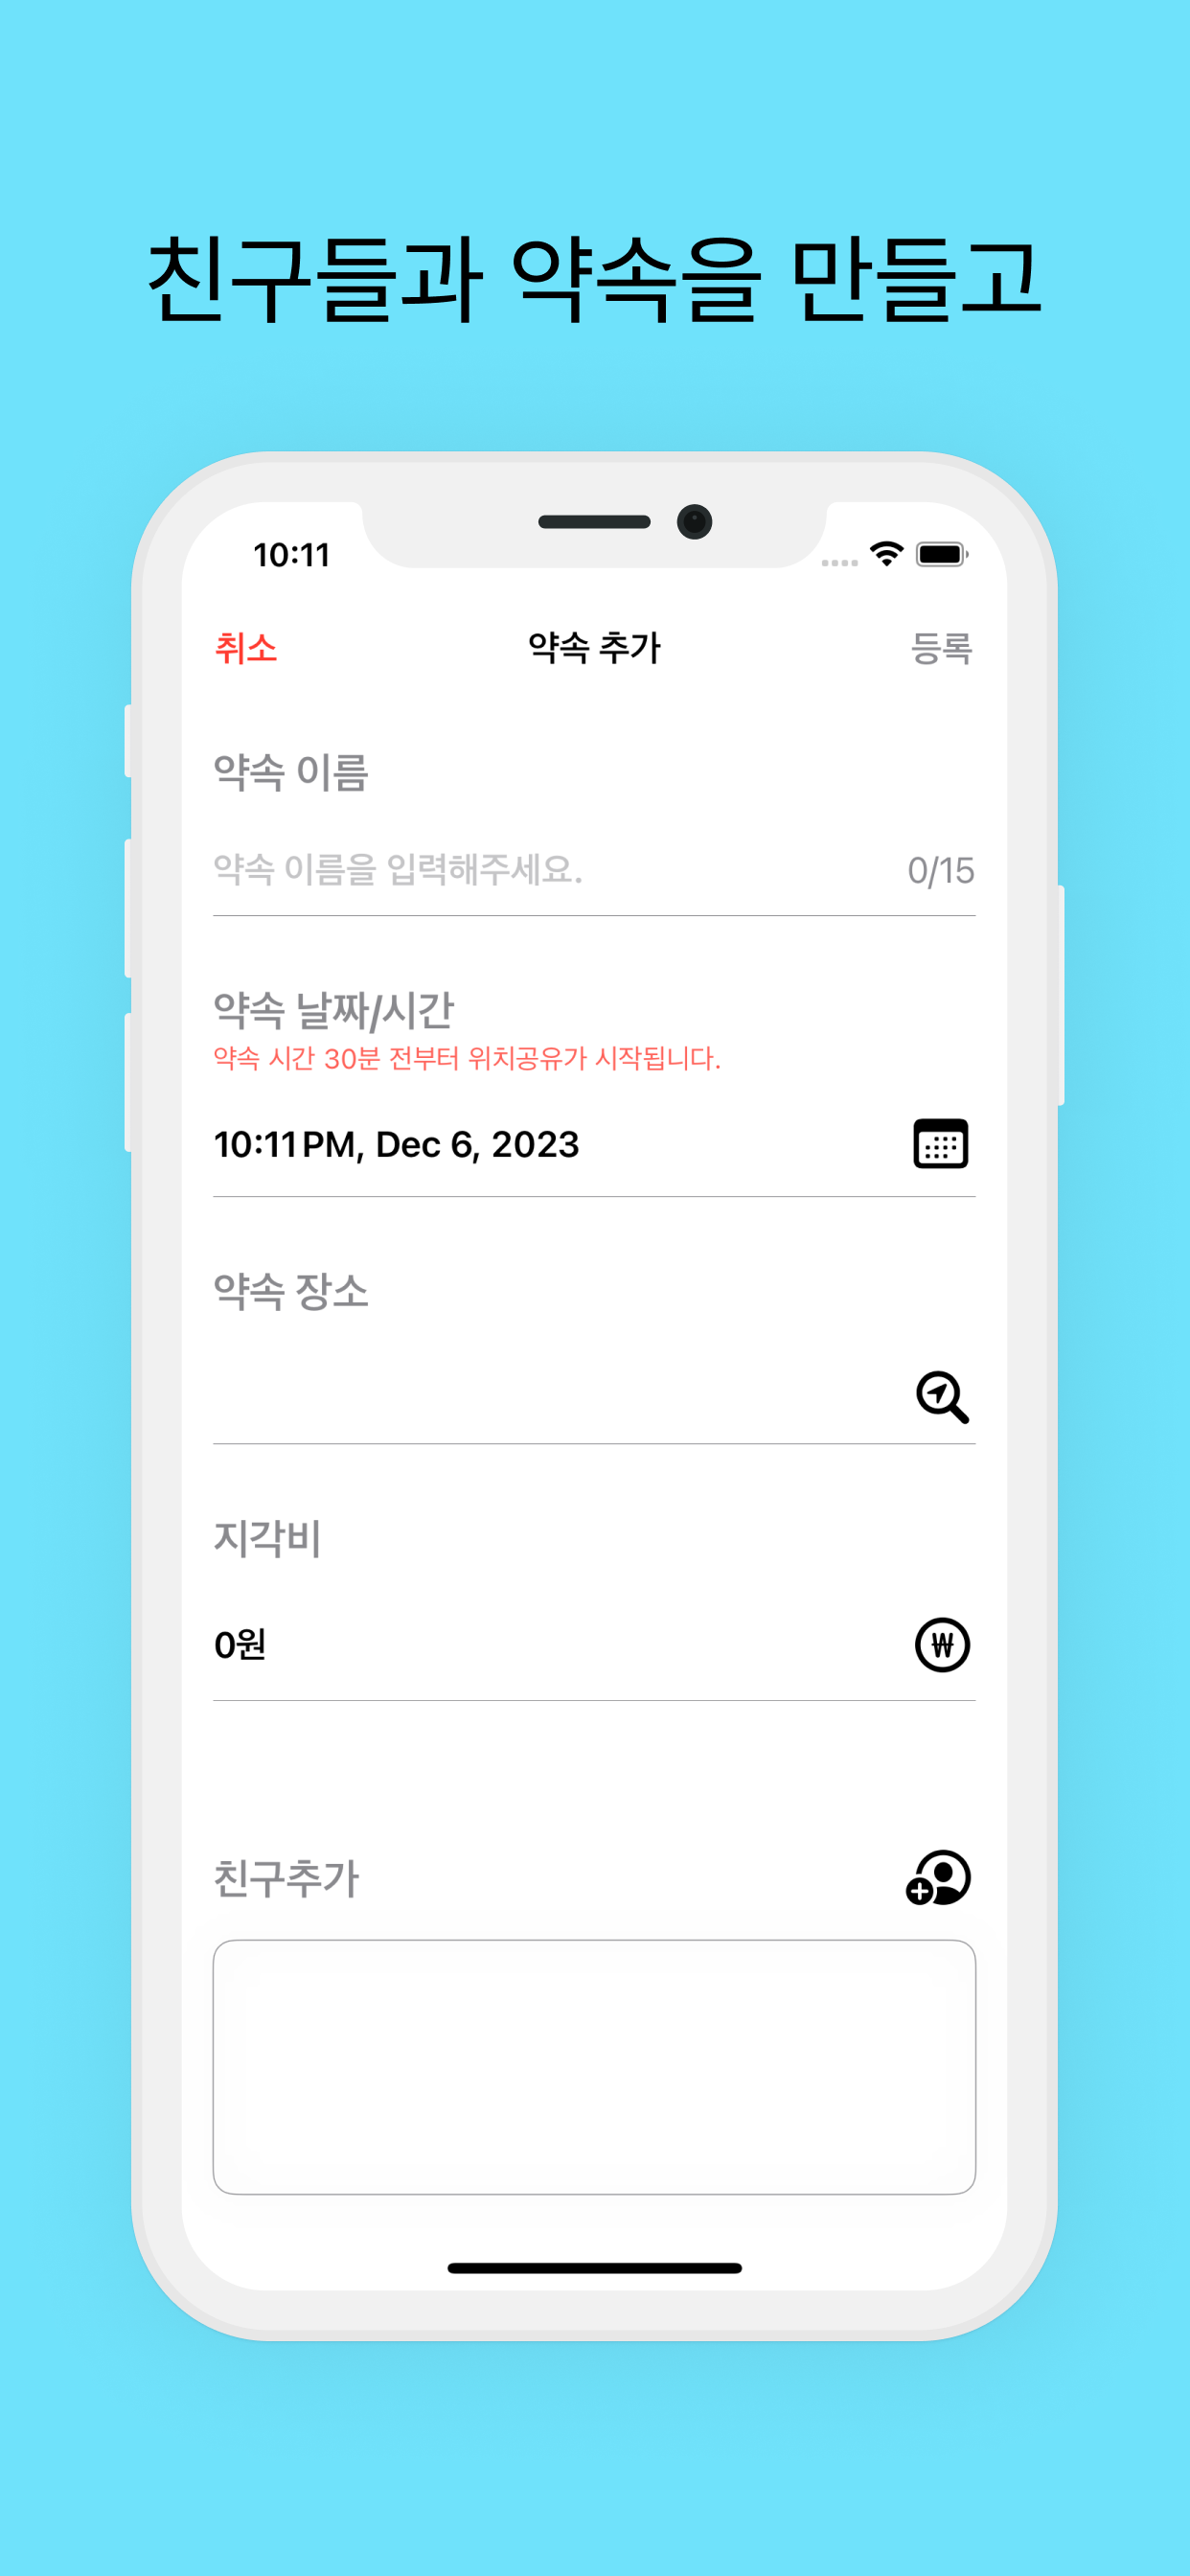 친구들과 약속을 만들고
10:11
취소 약속 추가 등록
약속 이름
약속 이름을 입력해주세요. 0/15
약속 날짜/시간
약속 시간 30분 전부터 위치공유가 시작됩니다.
10:11 PM, Dec 6, 2023
약속 장소
지각비
0원 ₩
친구추가